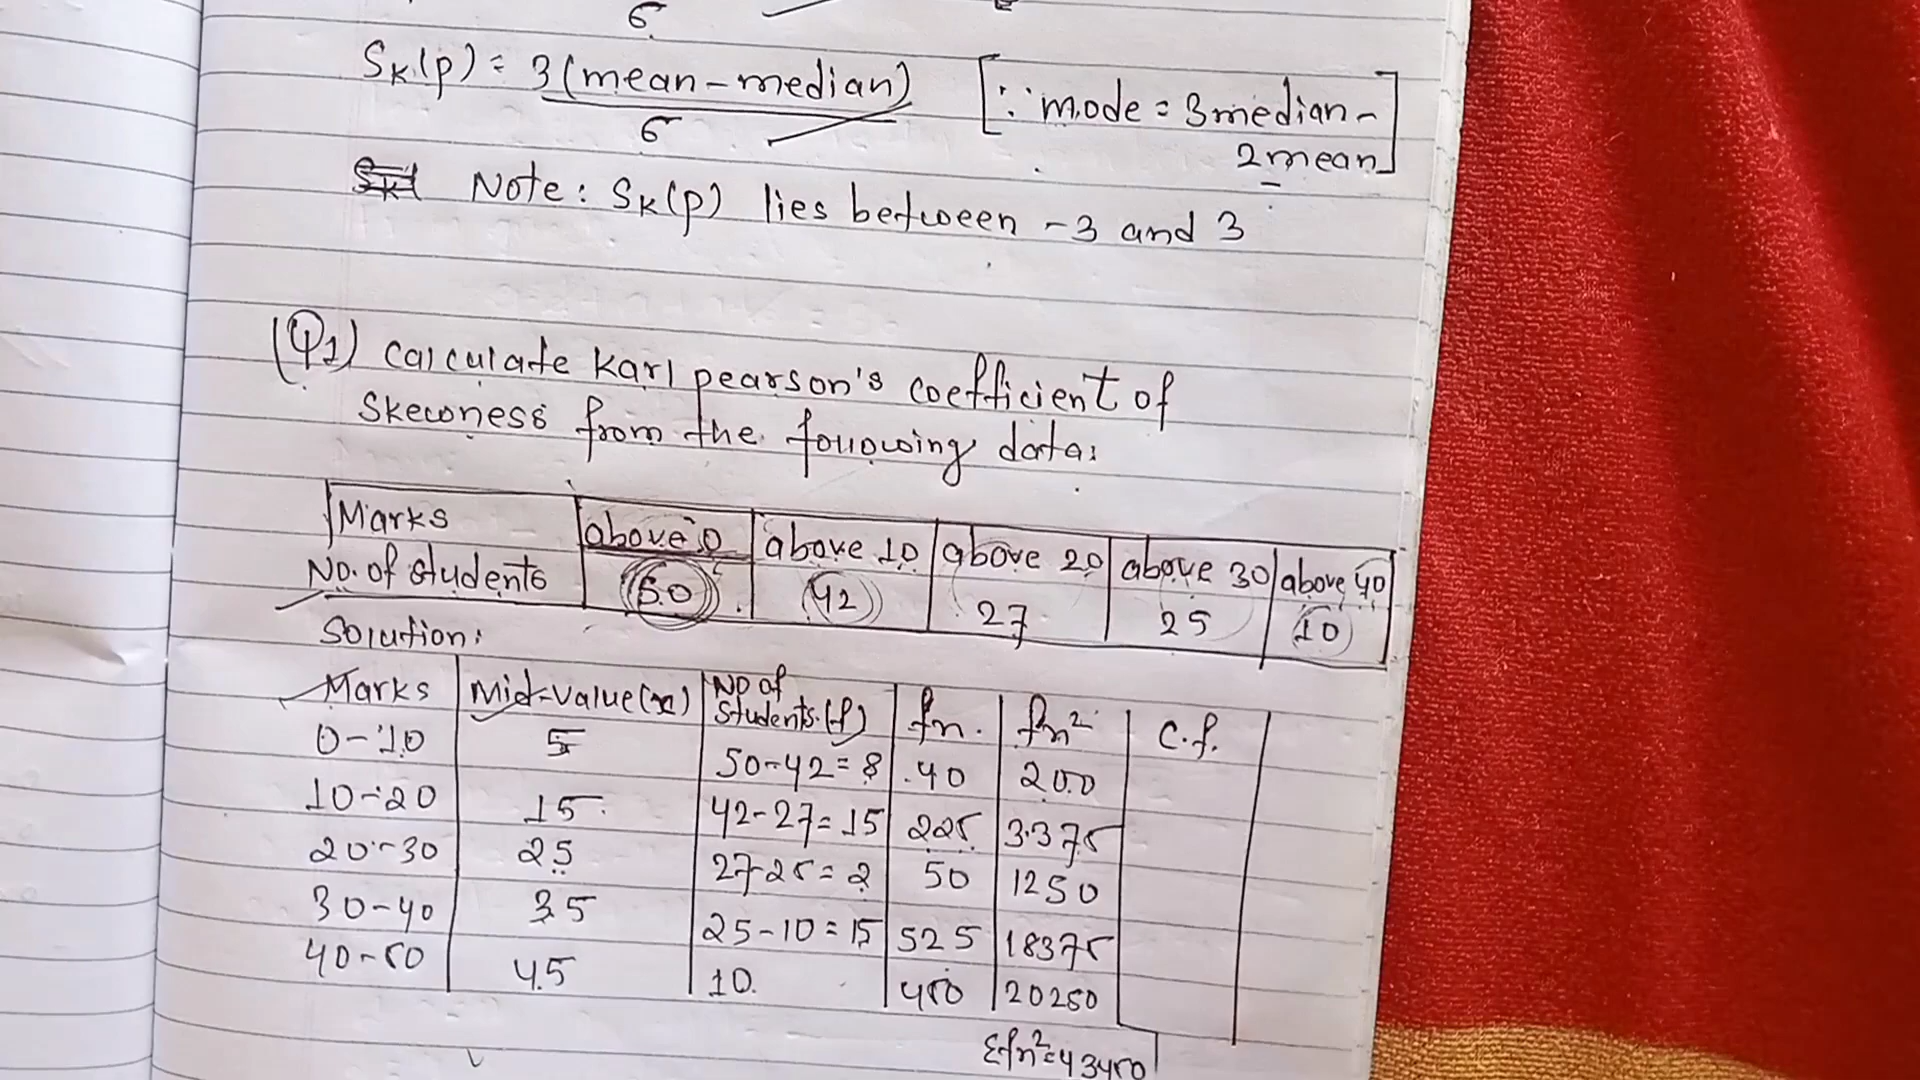 σ
Sk(p) = 3(mean-median) [∵ mode = 3median-
σ 2mean]
Note: Sk(p) lies between -3 and 3
(Q1) calculate karl pearson's coefficient of
skewness from the following data:
Marks above 0 above 10 above 20 above 30 above 40
No. of students 50 42 27 25 10
Solution:
Marks Mid-value(x) No of students (f) fx fx² c.f.
0-10 5 50-42=8 40 200
10-20 15 42-27=15 225 3375
20-30 25 27-25=2 50 1250
30-40 35 25-10=15 525 18375
40-50 45 10 450 20250
Σfx²=43450